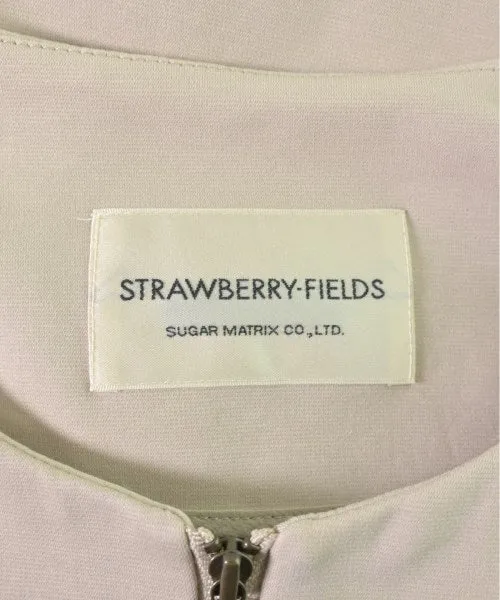 STRAWBERRY-FIELDS
SUGAR MATRIX CO.,LTD.